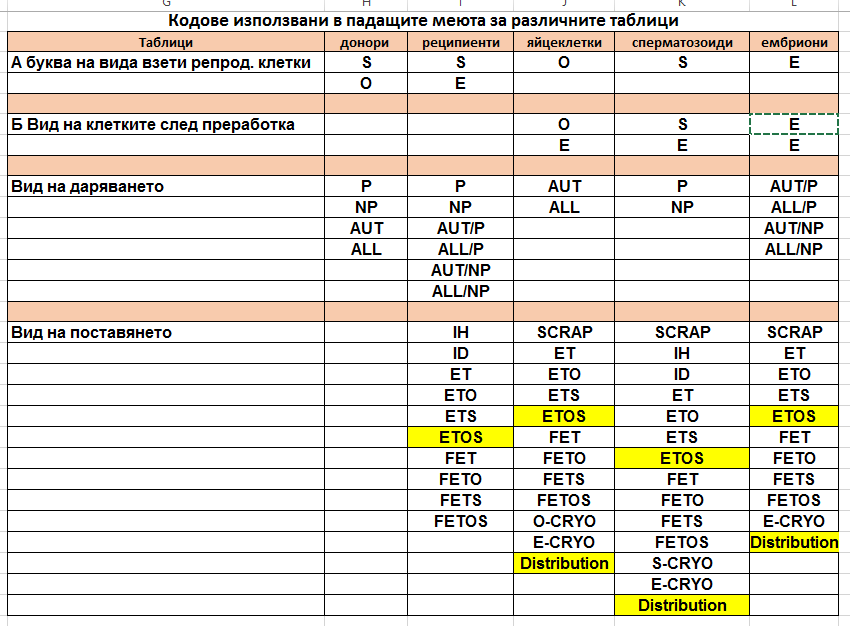 G H I J K L
Кодове използвани в падащите меюта за различните таблици
Таблици донори реципиенти яйцеклетки сперматозоиди ембриони
А буква на вида взети репрод. клетки S S O S E
O E
Б Вид на клетките след преработка O S E
E E E
Вид на даряването P P AUT P AUT/P
NP NP ALL NP ALL/P
AUT AUT/P AUT/NP
ALL ALL/P ALL/NP
AUT/NP
ALL/NP
Вид на поставянето IH SCRAP SCRAP SCRAP
ID ET IH ET
ET ETO ID ETO
ETO ETS ET ETS
ETS ETOS ETO ETOS
ETOS FET ETS FET
FET FETO ETOS FETO
FETO FETS FET FETS
FETS FETOS FETO FETOS
FETOS O-CRYO FETS E-CRYO
E-CRYO FETOS Distribution
Distribution S-CRYO
E-CRYO
Distribution